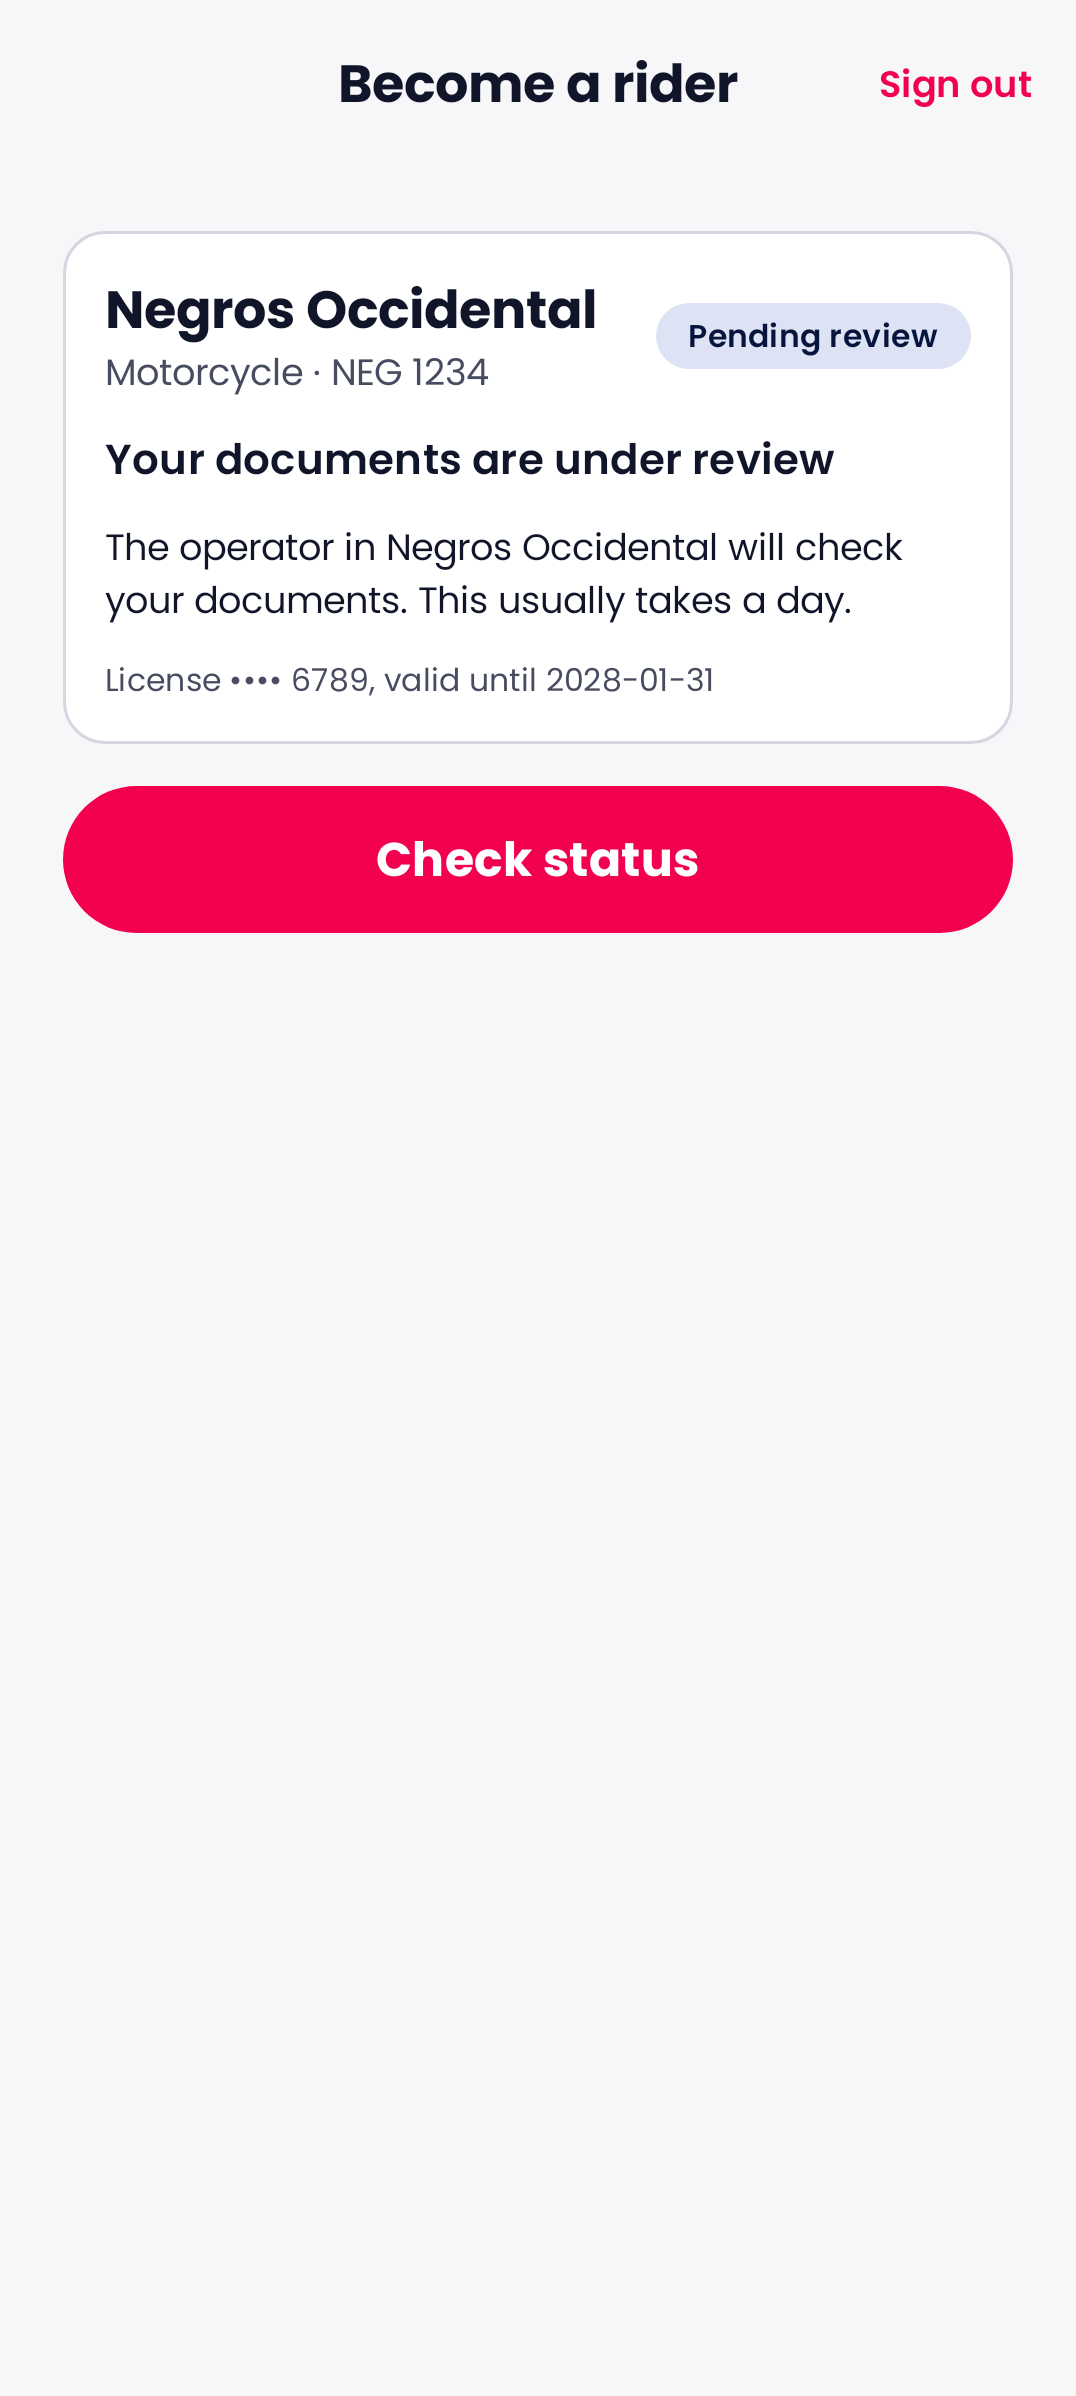 Become a rider
Sign out
Negros Occidental
Pending review
Motorcycle · NEG 1234
Your documents are under review
The operator in Negros Occidental will check
your documents. This usually takes a day.
License •••• 6789, valid until 2028-01-31
Check status